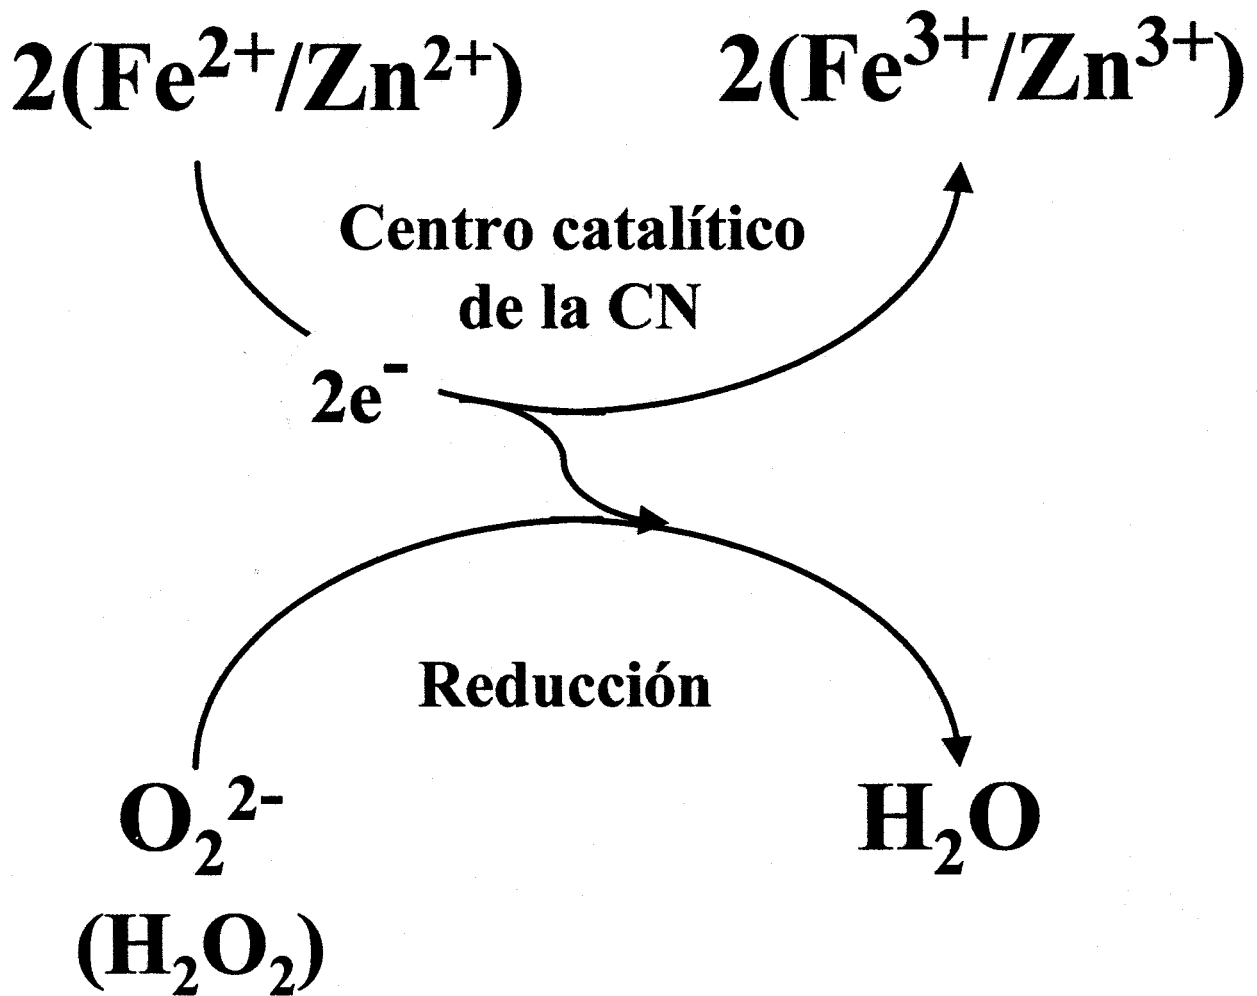 2(Fe²⁺/Zn²⁺) 2(Fe³⁺/Zn³⁺)
Centro catalítico
de la CN
2e⁻
Reducción
O₂²⁻ H₂O
(H₂O₂)